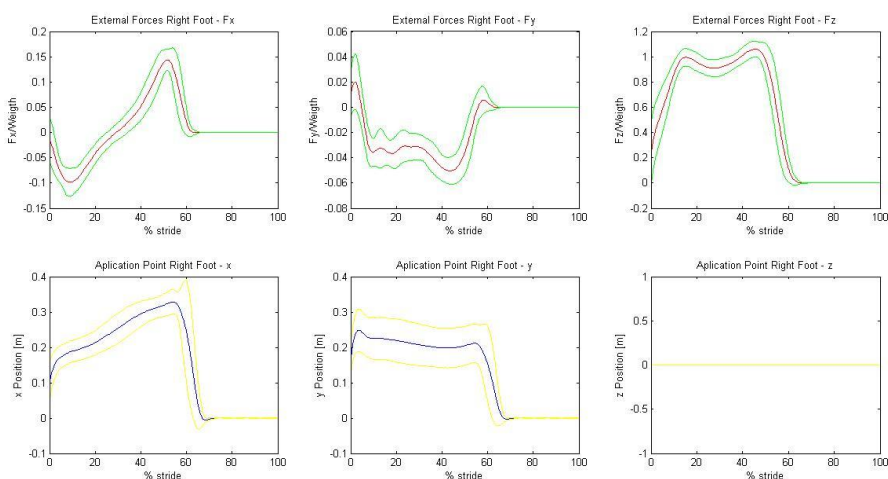 External Forces Right Foot - Fx
External Forces Right Foot - Fy
External Forces Right Foot - Fz
0.2
0.15
0.1
0.05
0
-0.05
-0.1
-0.15
Fx/Weigth
0 20 40 60 80 100
% stride
0.06
0.04
0.02
0
-0.02
-0.04
-0.06
-0.08
Fy/Weigth
0 20 40 60 80 100
% stride
1.2
1
0.8
0.6
0.4
0.2
0
-0.2
Fz/Weigth
0 20 40 60 80 100
% stride
Aplication Point Right Foot - x
Aplication Point Right Foot - y
Aplication Point Right Foot - z
0.4
0.3
0.2
0.1
0
-0.1
x Position [m]
0 20 40 60 80 100
% stride
0.4
0.3
0.2
0.1
0
-0.1
y Position [m]
0 20 40 60 80 100
% stride
1
0.5
0
-0.5
-1
z Position [m]
0 20 40 60 80 100
% stride